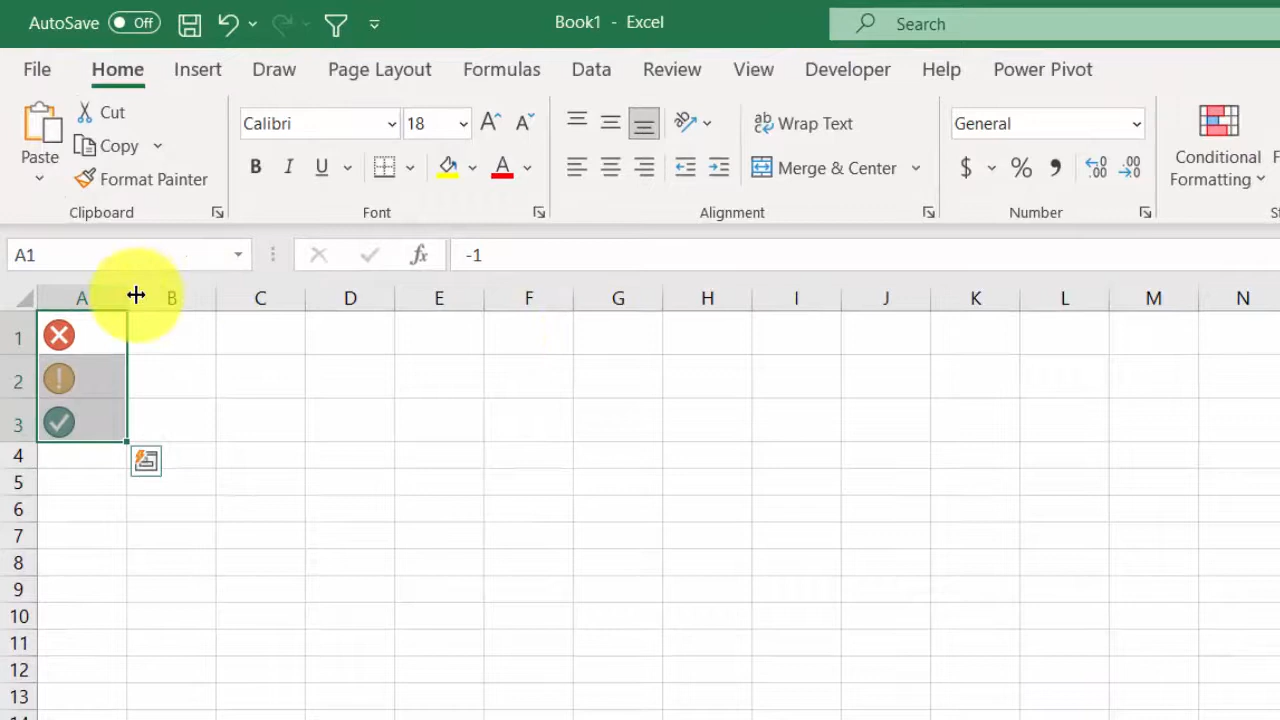 AutoSave Off Book1 - Excel Search
File Home Insert Draw Page Layout Formulas Data Review View Developer Help Power Pivot
Paste Cut Copy Format Painter
Calibri 18
B I U A
Wrap Text
Merge & Center
General
$ %
Conditional Formatting
Clipboard Font Alignment Number
A1 fx -1
A B C D E F G H I J K L M N
1
2
3
4
5
6
7
8
9
10
11
12
13